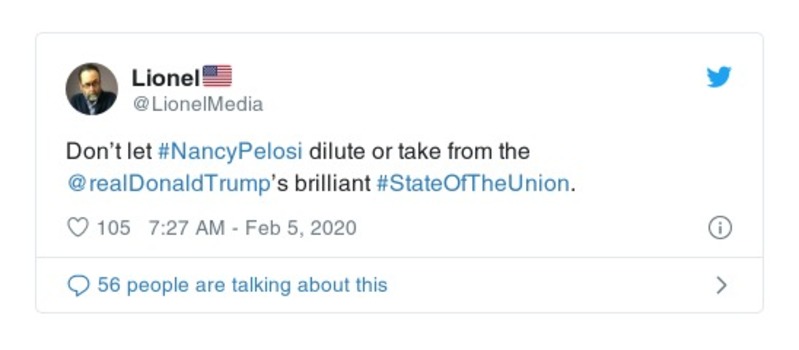 Lionel🇺🇸
@LionelMedia
Don’t let #NancyPelosi dilute or take from the
@realDonaldTrump’s brilliant #StateOfTheUnion.
105 7:27 AM - Feb 5, 2020
56 people are talking about this